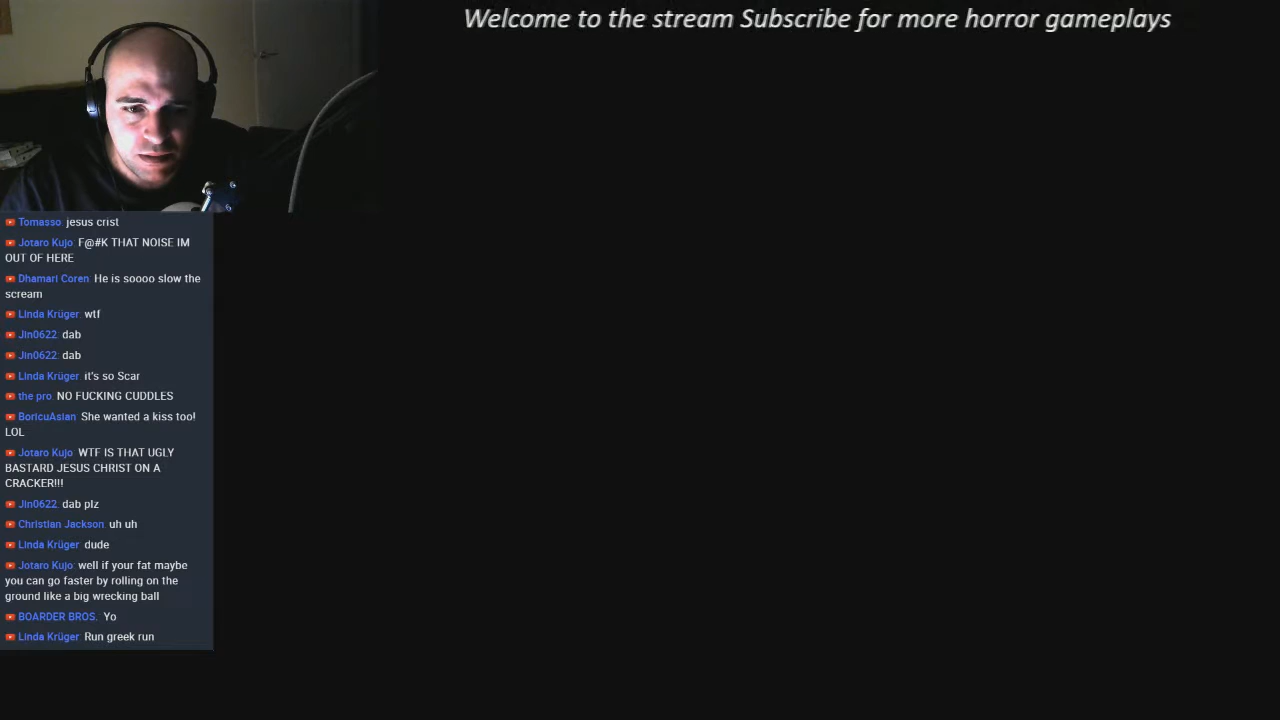 Welcome to the stream Subscribe for more horror gameplays
Tomasso: jesus crist
Jotaro Kujo: F@#K THAT NOISE IM
OUT OF HERE
Dhamari Coren: He is soooo slow the
scream
Linda Krüger: wtf
Jin0622: dab
Jin0622: dab
Linda Krüger: it's so Scar
the pro: NO FUCKING CUDDLES
BoricuAsian: She wanted a kiss too!
LOL
Jotaro Kujo: WTF IS THAT UGLY
BASTARD JESUS CHRIST ON A
CRACKER!!!
Jin0622: dab plz
Christian Jackson: uh uh
Linda Krüger: dude
Jotaro Kujo: well if your fat maybe
you can go faster by rolling on the
ground like a big wrecking ball
BOARDER BROS.: Yo
Linda Krüger: Run greek run